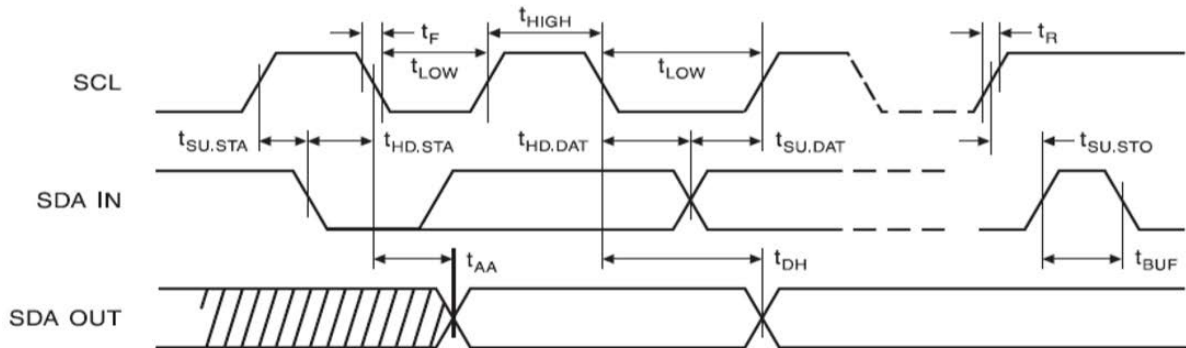 tHIGH
tF
tR
tLOW
tLOW
SCL
tSU.STA
tHD.STA
tHD.DAT
tSU.DAT
tSU.STO
SDA IN
tAA
tDH
tBUF
SDA OUT